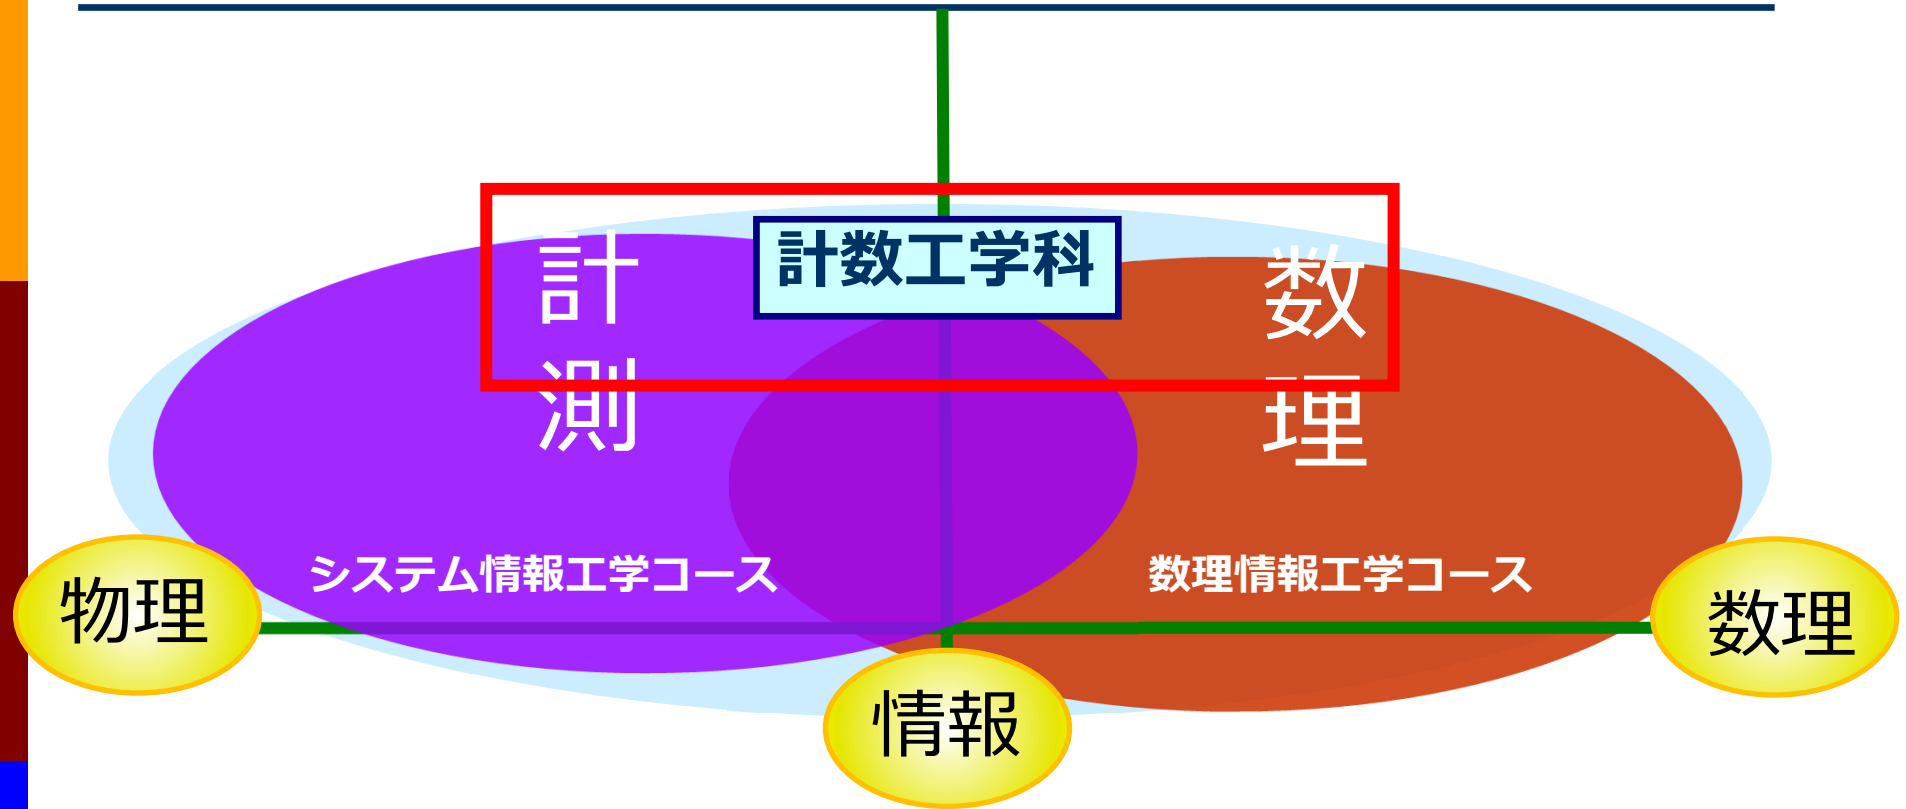 計数工学科
計
測
数
理
システム情報工学コース
数理情報工学コース
物理
数理
情報